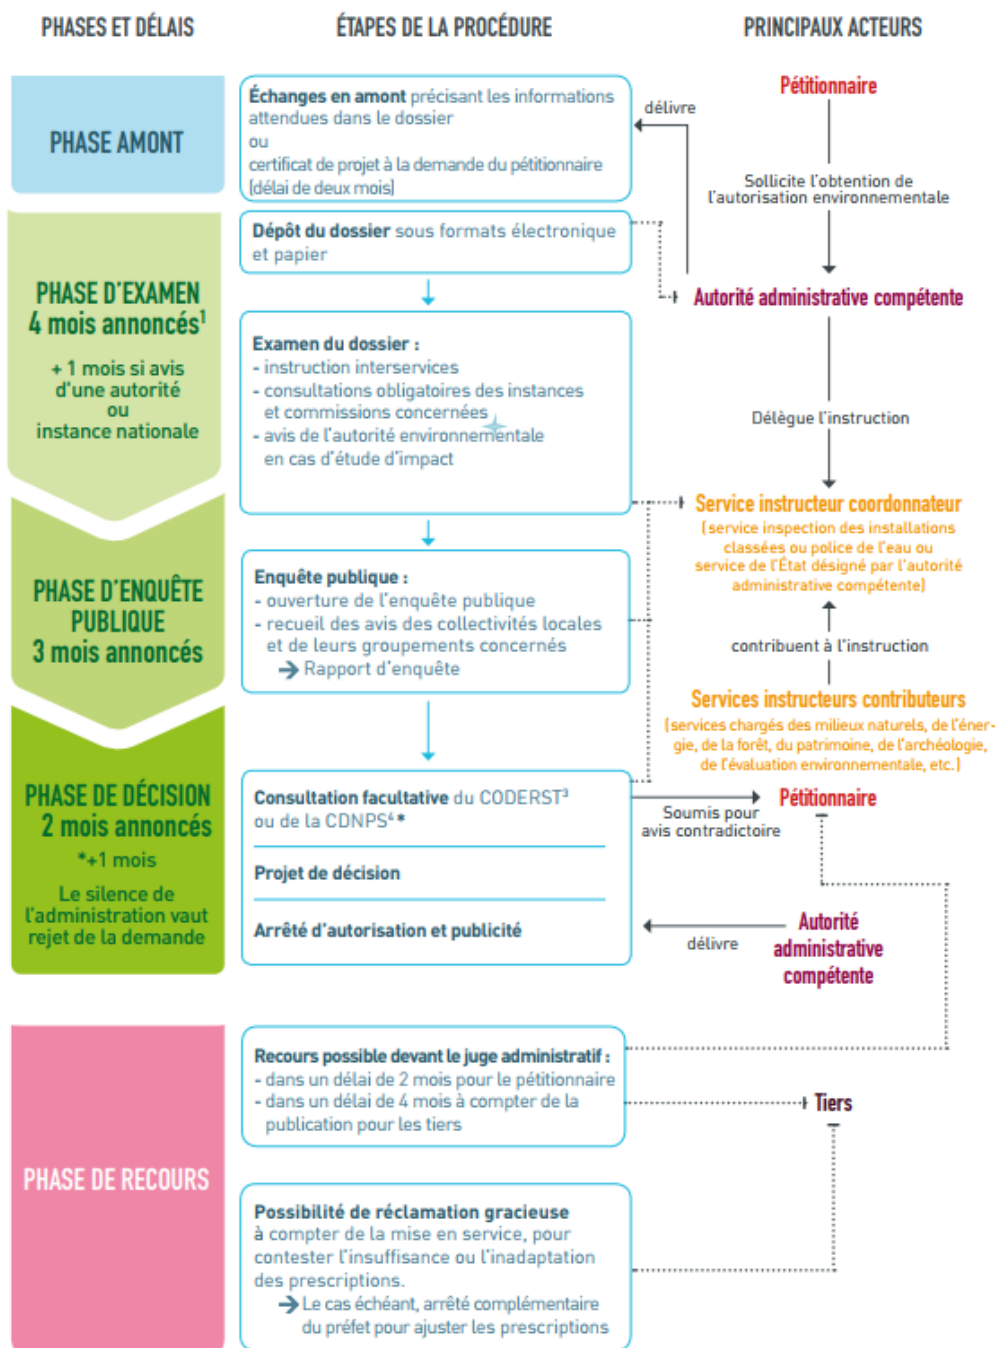 PHASES ET DÉLAIS
ÉTAPES DE LA PROCÉDURE
PRINCIPAUX ACTEURS
PHASE AMONT
Échanges en amont précisant les informations
attendues dans le dossier
ou
certificat de projet à la demande du pétitionnaire
(délai de deux mois)
délivre
Pétitionnaire
Sollicite l'obtention de
l'autorisation environnementale
Dépôt du dossier sous formats électronique
et papier
Autorité administrative compétente
PHASE D'EXAMEN
4 mois annoncés¹
+ 1 mois si avis
d'une autorité
ou
instance nationale
Examen du dossier :
- instruction interservices
- consultations obligatoires des instances
et commissions concernées
- avis de l'autorité environnementale
en cas d'étude d'impact
Délègue l'instruction
Service instructeur coordonnateur
(service inspection des installations
classées ou police de l'eau ou
service de l'État désigné par l'autorité
administrative compétente)
PHASE D'ENQUÊTE
PUBLIQUE
3 mois annoncés
Enquête publique :
- ouverture de l'enquête publique
- recueil des avis des collectivités locales
et de leurs groupements concernés
→ Rapport d'enquête
contribuent à l'instruction
Services instructeurs contributeurs
(services chargés des milieux naturels, de l'éner-
gie, de la forêt, du patrimoine, de l'archéologie,
de l'évaluation environnementale, etc.)
PHASE DE DÉCISION
2 mois annoncés
*+1 mois
Le silence de
l'administration vaut
rejet de la demande
Consultation facultative du CODERST³
ou de la CDNPS⁴*
Projet de décision
Arrêté d'autorisation et publicité
Soumis pour
avis contradictoire
Pétitionnaire
délivre
Autorité
administrative
compétente
PHASE DE RECOURS
Recours possible devant le juge administratif :
- dans un délai de 2 mois pour le pétitionnaire
- dans un délai de 4 mois à compter de la
publication pour les tiers
Tiers
Possibilité de réclamation gracieuse
à compter de la mise en service, pour
contester l'insuffisance ou l'inadaptation
des prescriptions.
→ Le cas échéant, arrêté complémentaire
du préfet pour ajuster les prescriptions